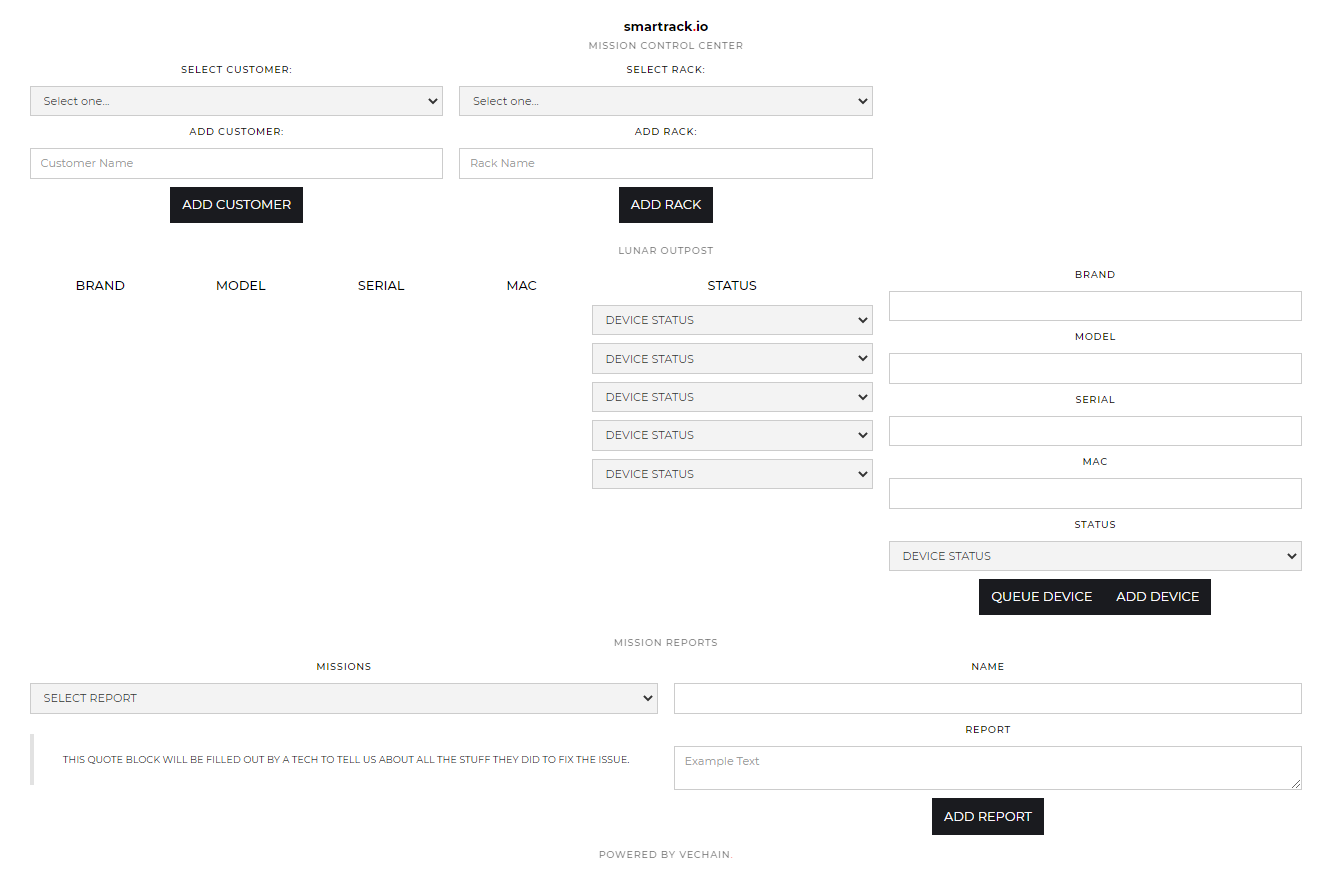 smartrack.io
MISSION CONTROL CENTER
SELECT CUSTOMER: SELECT RACK:
Select one... Select one...
ADD CUSTOMER: ADD RACK:
Customer Name Rack Name
ADD CUSTOMER ADD RACK
LUNAR OUTPOST
BRAND MODEL SERIAL MAC STATUS
DEVICE STATUS
DEVICE STATUS
DEVICE STATUS
DEVICE STATUS
DEVICE STATUS
BRAND
MODEL
SERIAL
MAC
STATUS
DEVICE STATUS
QUEUE DEVICE ADD DEVICE
MISSION REPORTS
MISSIONS
SELECT REPORT
THIS QUOTE BLOCK WILL BE FILLED OUT BY A TECH TO TELL US ABOUT ALL THE STUFF THEY DID TO FIX THE ISSUE.
NAME
REPORT
Example Text
ADD REPORT
POWERED BY VECHAIN.